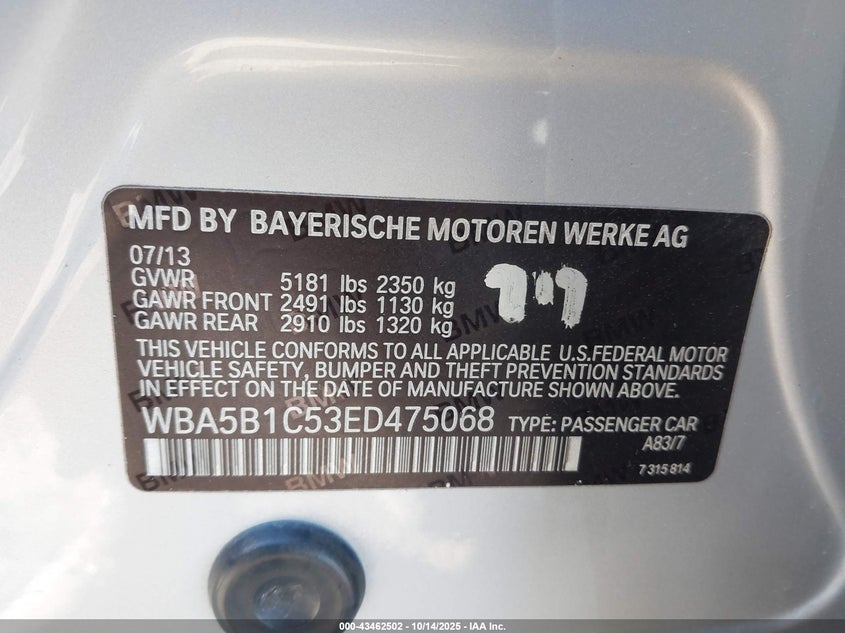 MFD BY BAYERISCHE MOTOREN WERKE AG
07/13
GVWR 5181 lbs 2350 kg
GAWR FRONT 2491 lbs 1130 kg
GAWR REAR 2910 lbs 1320 kg
THIS VEHICLE CONFORMS TO ALL APPLICABLE U.S.FEDERAL MOTOR
VEHICLE SAFETY, BUMPER AND THEFT PREVENTION STANDARDS
IN EFFECT ON THE DATE OF MANUFACTURE SHOWN ABOVE.
WBA5B1C53ED475068 TYPE: PASSENGER CAR
A83/7
7315814
000-43462502 - 10/14/2025 - IAA Inc.